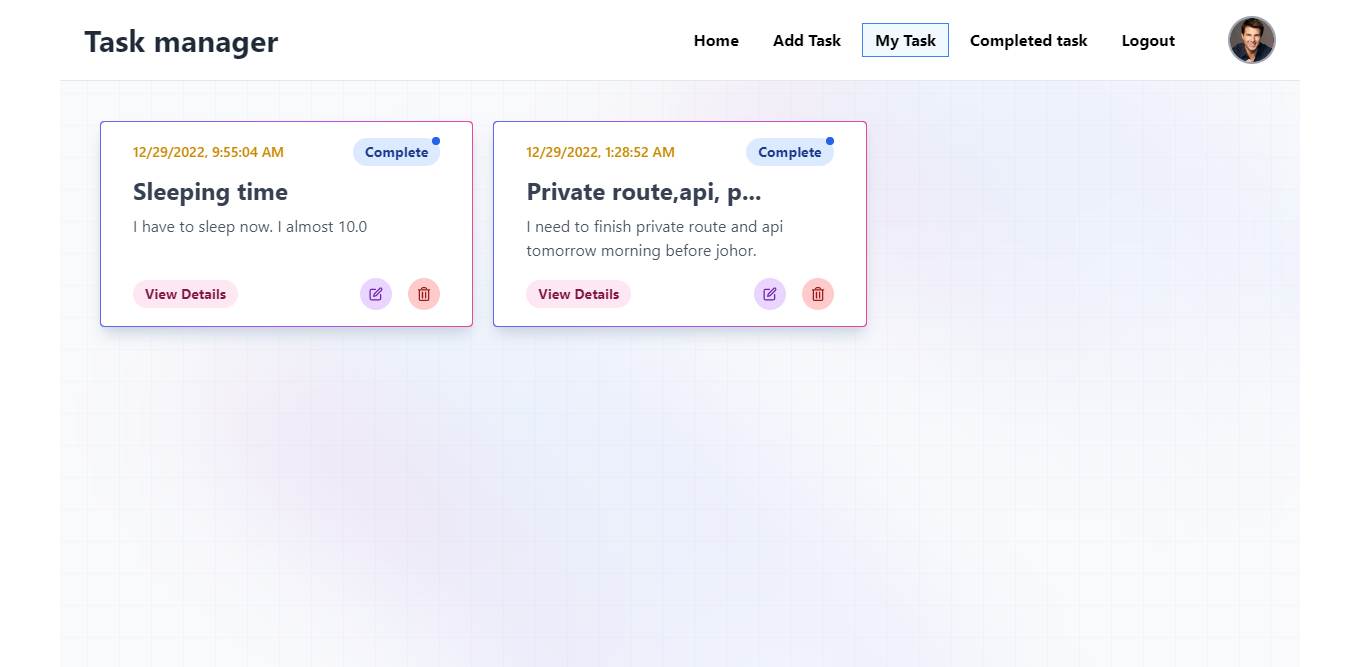 Task manager
Home
Add Task
My Task
Completed task
Logout
12/29/2022, 9:55:04 AM
Complete
Sleeping time
I have to sleep now. I almost 10.0
View Details
12/29/2022, 1:28:52 AM
Complete
Private route,api, p...
I need to finish private route and api
tomorrow morning before johor.
View Details